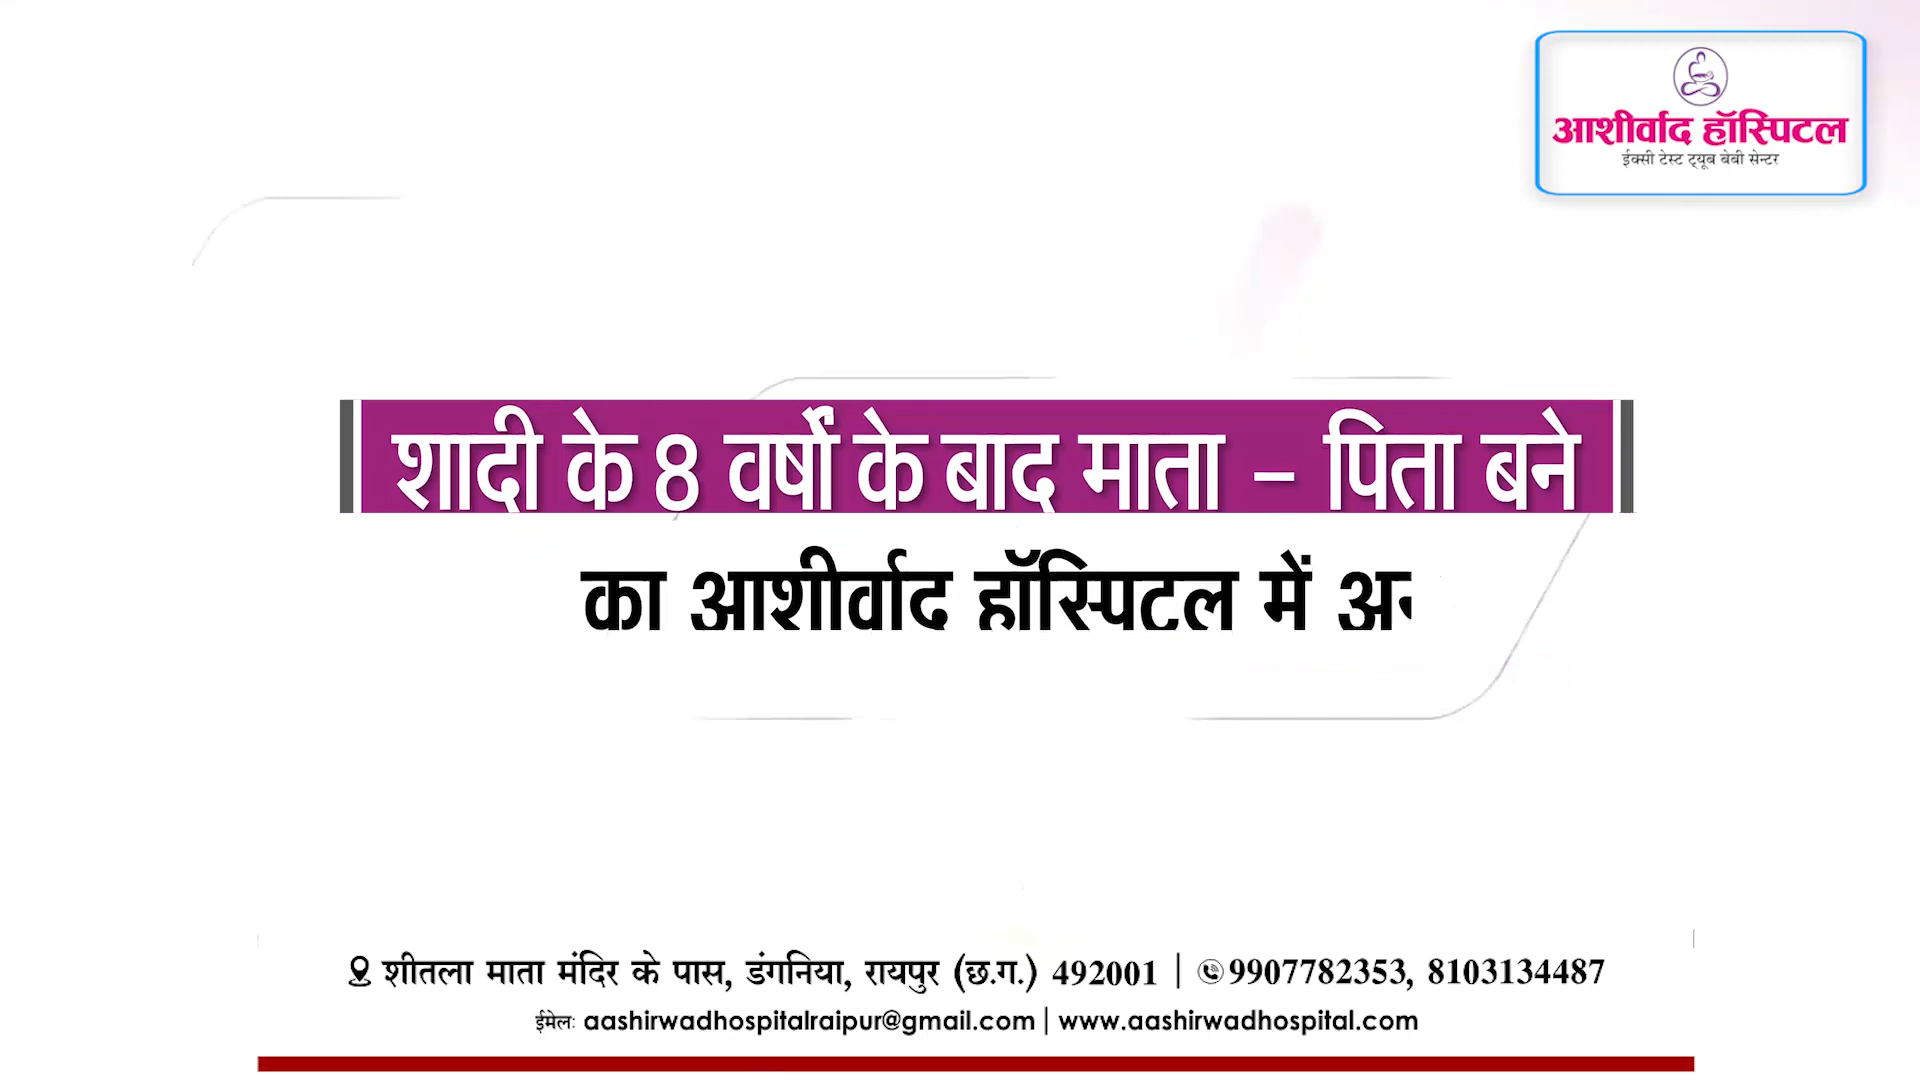 आशीर्वाद हॉस्पिटल
ईक्सी टेस्ट ट्यूब बेबी सेन्टर
शादी के 8 वर्षों के बाद माता – पिता बने
का आशीर्वाद हॉस्पिटल में
शीतला माता मंदिर के पास, डंगनिया, रायपुर (छ.ग.) 492001 | 9907782353, 8103134487
ईमेल: aashirwadhospitalraipur@gmail.com | www.aashirwadhospital.com